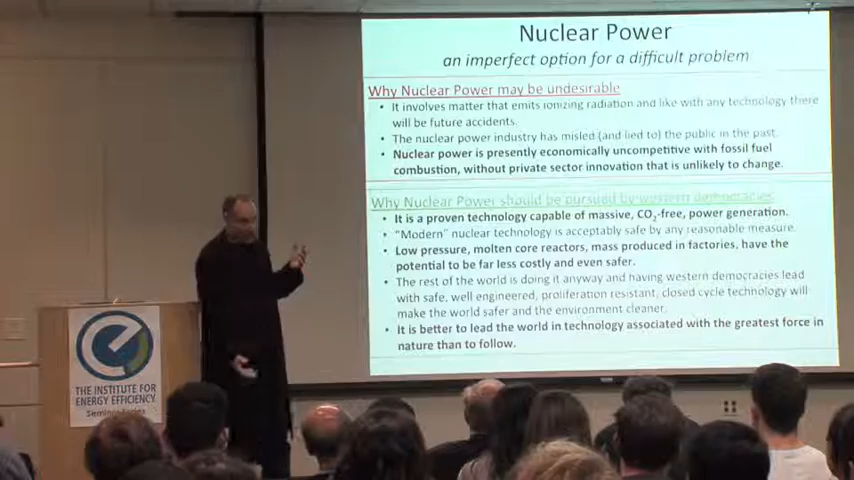 Nuclear Power
an imperfect option for a difficult problem
Why Nuclear Power may be undesirable
• It involves matter that emits ionizing radiation and like with any technology there
will be future accidents.
• The nuclear power industry has misled (and lied to) the public in the past.
• Nuclear power is presently economically uncompetitive with fossil fuel
combustion, without private sector innovation that is unlikely to change.
Why Nuclear Power should be pursued by western democracies
• It is a proven technology capable of massive, CO2-free, power generation.
• "Modern" nuclear technology is acceptably safe by any reasonable measure.
• Low pressure, molten core reactors, mass produced in factories, have the
potential to be far less costly and even safer.
• The rest of the world is doing it anyway and having western democracies lead
with safe, well engineered, proliferation resistant, closed cycle technology will
make the world safer and the environment cleaner.
• It is better to lead the world in technology associated with the greatest force in
nature than to follow.
THE INSTITUTE FOR
ENERGY EFFICIENCY